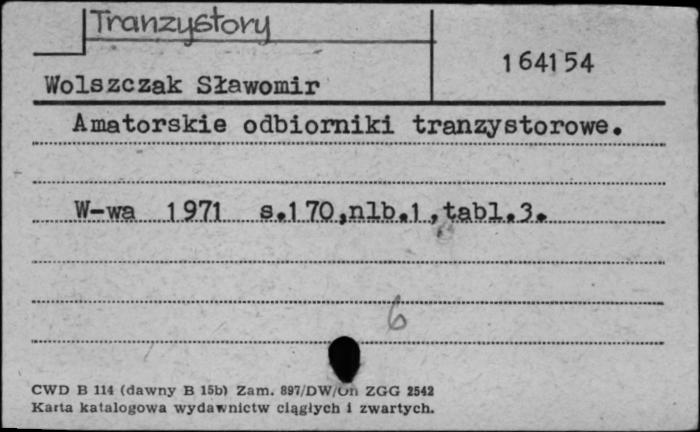 Tranzystory
164154
Wolszczak Sławomir
Amatorskie odbiorniki tranzystorowe.
W-wa 1971 s.170,nlb.1,tabl.3.
6
CWD B 114 (dawny B 15b) Zam. 897/DW/Oh ZGG 2542
Karta katalogowa wydawnictw ciągłych i zwartych.